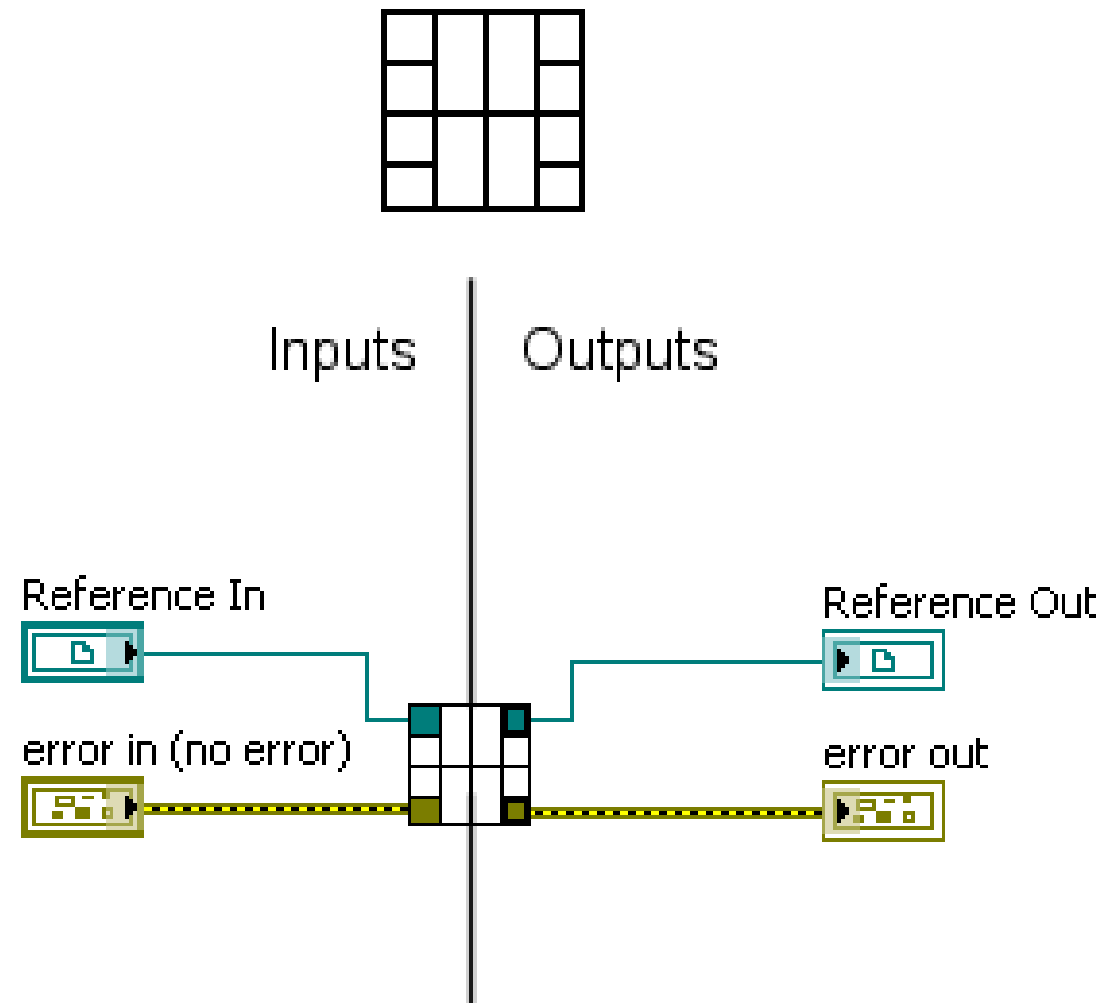 Inputs
Outputs
Reference In
Reference Out
error in (no error)
error out